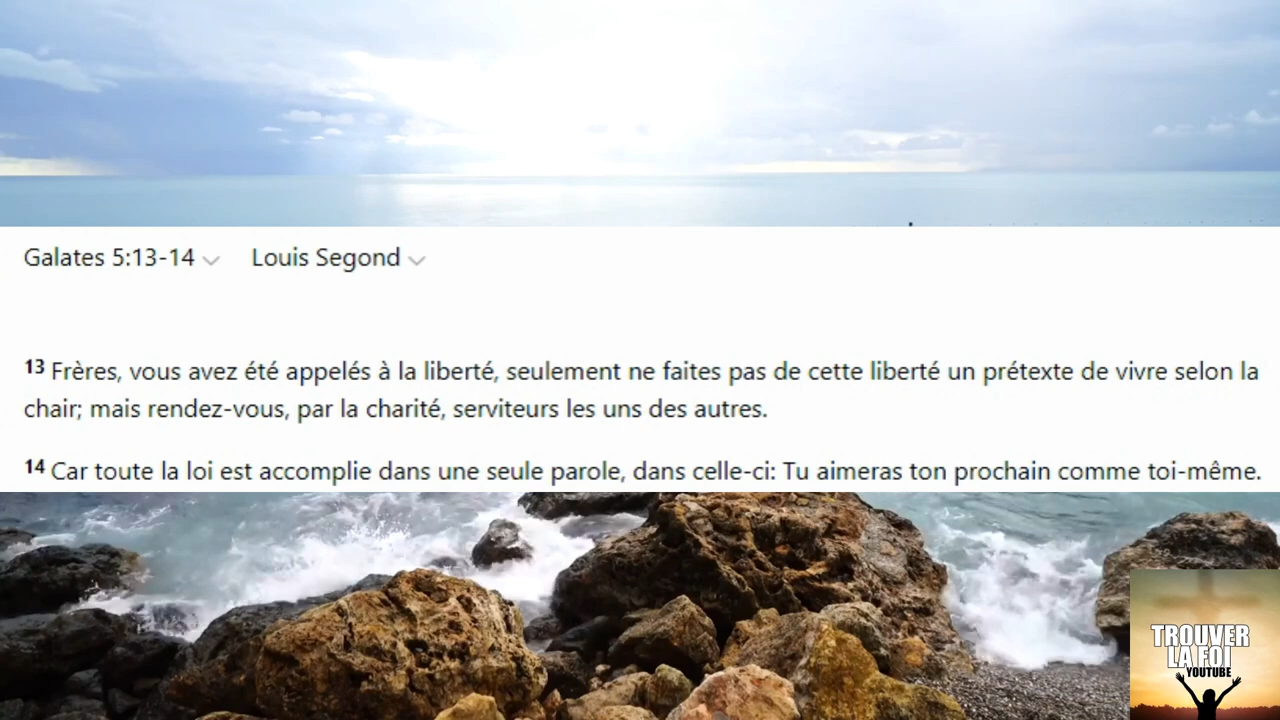 Galates 5:13-14 Louis Segond
13 Frères, vous avez été appelés à la liberté, seulement ne faites pas de cette liberté un prétexte de vivre selon la
chair; mais rendez-vous, par la charité, serviteurs les uns des autres.
14 Car toute la loi est accomplie dans une seule parole, dans celle-ci: Tu aimeras ton prochain comme toi-même.
TROUVER
LA FOI
YOUTUBE